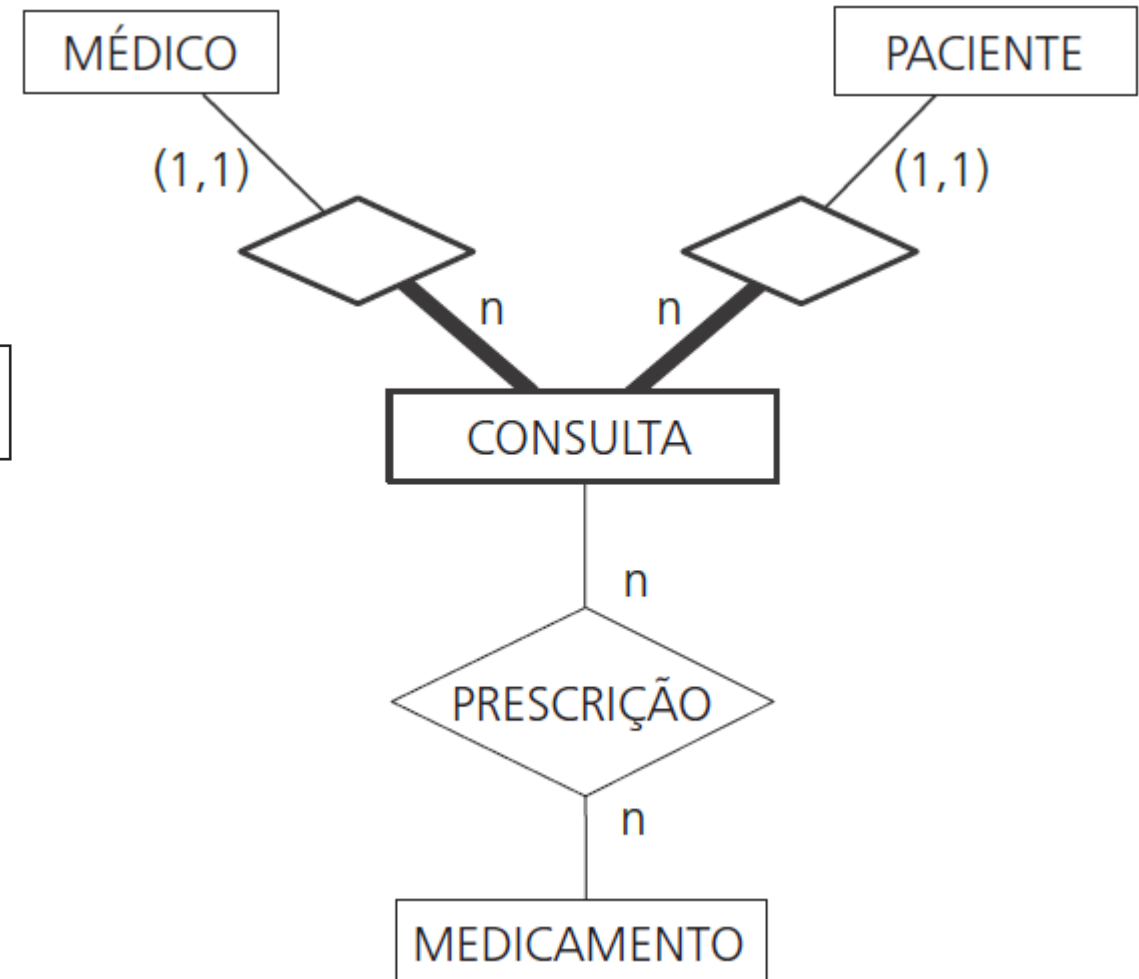 MÉDICO
PACIENTE
(1,1)
(1,1)
n
n
CONSULTA
n
PRESCRIÇÃO
n
MEDICAMENTO